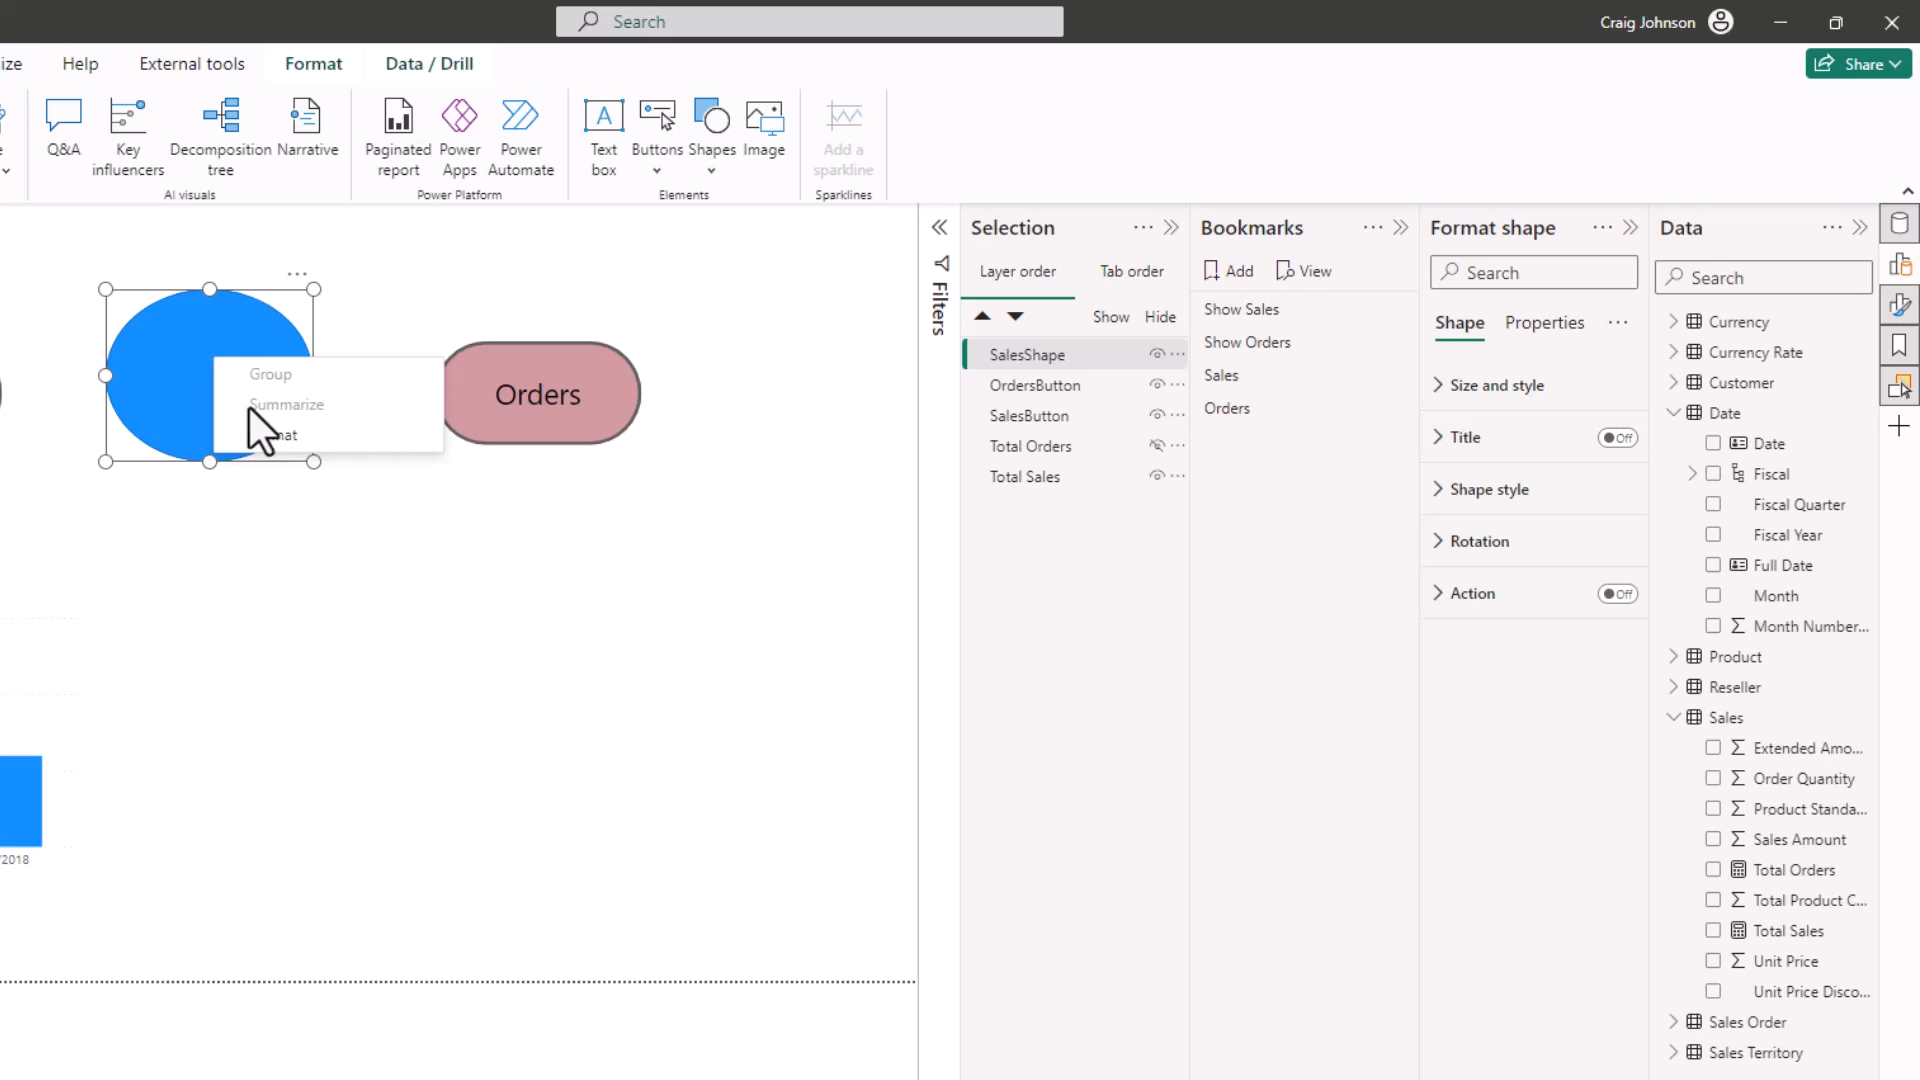 Search
Craig Johnson
ize
Help
External tools
Format
Data / Drill
Share
e
Q&A
Key
influencers
Decomposition
tree
Narrative
AI visuals
Paginated
report
Power
Apps
Power
Automate
Power Platform
Text
box
Buttons
Shapes
Image
Elements
Add a
sparkline
Sparklines
Group
Summarize
mat
Orders
/2018
Filters
Selection
Layer order
Tab order
Show
Hide
SalesShape
OrdersButton
SalesButton
Total Orders
Total Sales
Bookmarks
Add
View
Show Sales
Show Orders
Sales
Orders
Format shape
Search
Shape
Properties
Size and style
Title
Off
Shape style
Rotation
Action
Off
Data
Search
Currency
Currency Rate
Customer
Date
Date
Fiscal
Fiscal Quarter
Fiscal Year
Full Date
Month
Month Number...
Product
Reseller
Sales
Extended Amo...
Order Quantity
Product Standa...
Sales Amount
Total Orders
Total Product C...
Total Sales
Unit Price
Unit Price Disco...
Sales Order
Sales Territory